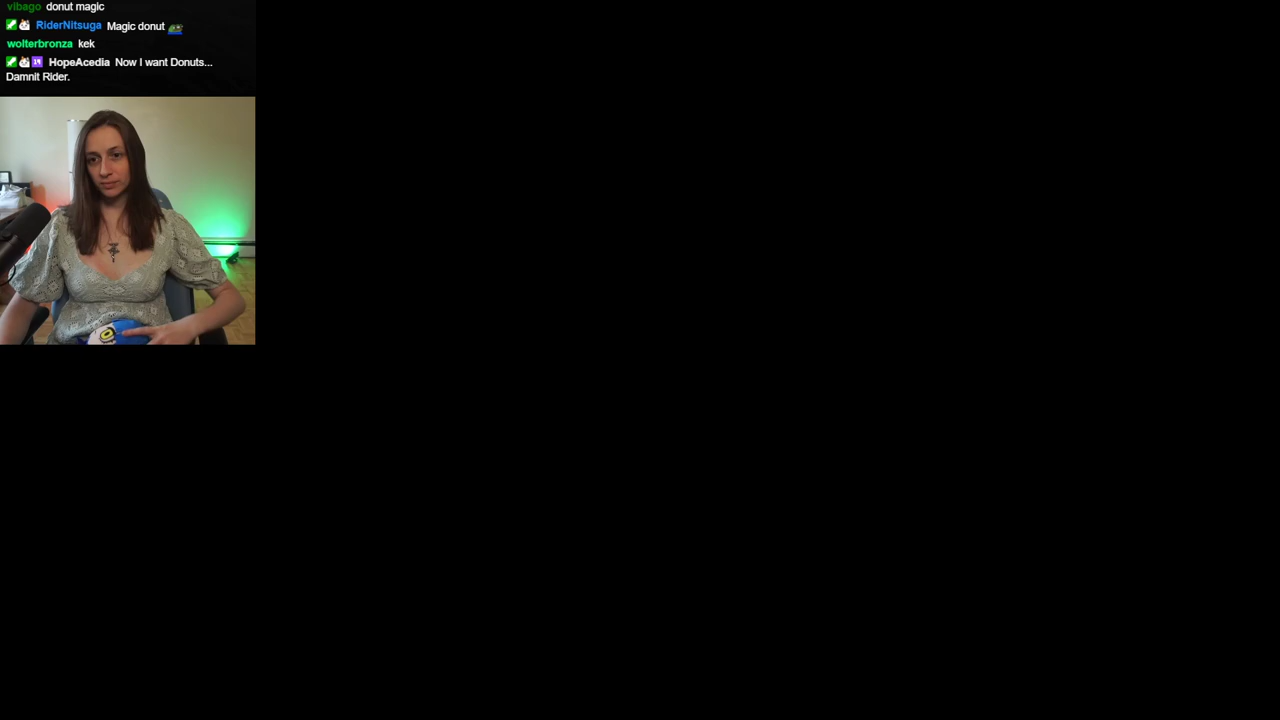 vibago donut magic
RiderNitsuga Magic donut
wolterbronza kek
HopeAcedia Now I want Donuts...
Damnit Rider.